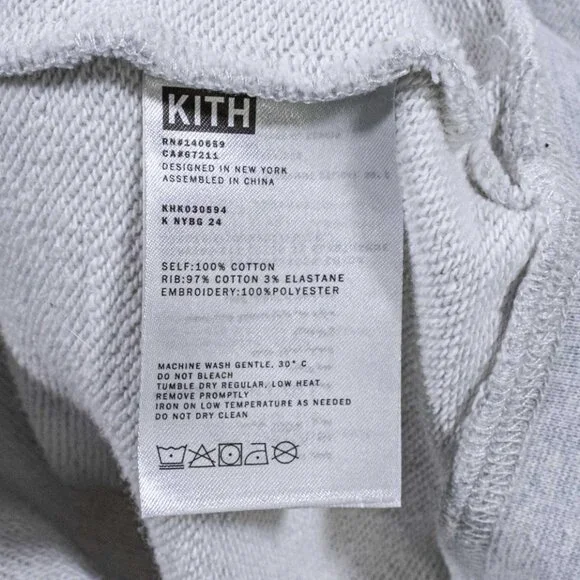 KITH
RN#140659
CA#67211
DESIGNED IN NEW YORK
ASSEMBLED IN CHINA
KHK030594
K NYBG 24
SELF:100% COTTON
RIB:97% COTTON 3% ELASTANE
EMBROIDERY:100%POLYESTER
MACHINE WASH GENTLE, 30° C
DO NOT BLEACH
TUMBLE DRY REGULAR, LOW HEAT
REMOVE PROMPTLY
IRON ON LOW TEMPERATURE AS NEEDED
DO NOT DRY CLEAN